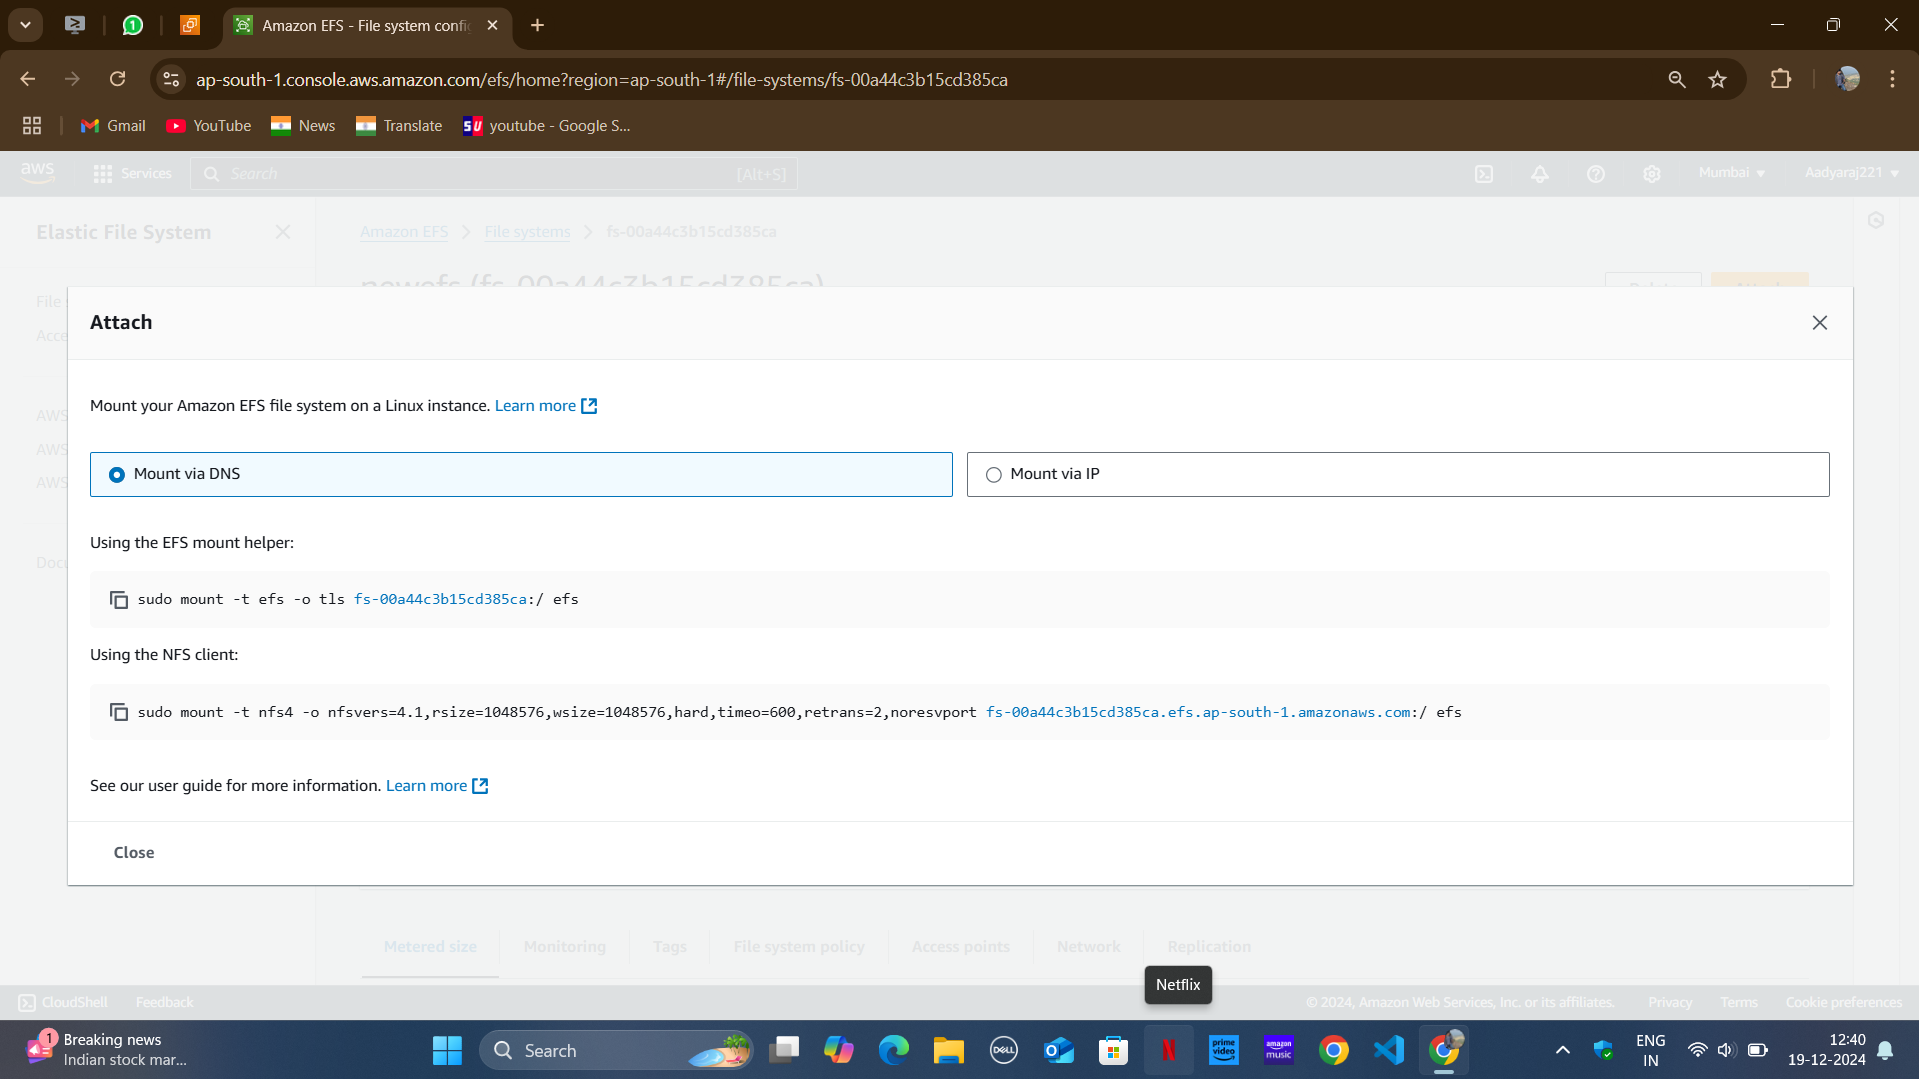 Amazon EFS - File system confi
ap-south-1.console.aws.amazon.com/efs/home?region=ap-south-1#/file-systems/fs-00a44c3b15cd385ca
Gmail
YouTube
News
Translate
SU
youtube - Google S...
aws
Services
Search
[Alt+S]
Mumbai
Aadyaraj221
Elastic File System
Amazon EFS
File systems
fs-00a44c3b15cd385ca
newefs (fs-00a44c3b15cd385ca)
File
Acce
AWS
AWS
AWS
Docu
Attach
Mount your Amazon EFS file system on a Linux instance. Learn more
Mount via DNS
Mount via IP
Using the EFS mount helper:
sudo mount -t efs -o tls fs-00a44c3b15cd385ca:/ efs
Using the NFS client:
sudo mount -t nfs4 -o nfsvers=4.1,rsize=1048576,wsize=1048576,hard,timeo=600,retrans=2,noresvport fs-00a44c3b15cd385ca.efs.ap-south-1.amazonaws.com:/ efs
See our user guide for more information. Learn more
Close
Metered size
Monitoring
Tags
File system policy
Access points
Network
Replication
Netflix
CloudShell
Feedback
© 2024, Amazon Web Services, Inc. or its affiliates.
Privacy
Terms
Cookie preferences
1
Breaking news
Indian stock mar...
Search
DELL
prime
video
amazon
music
ENG
IN
12:40
19-12-2024